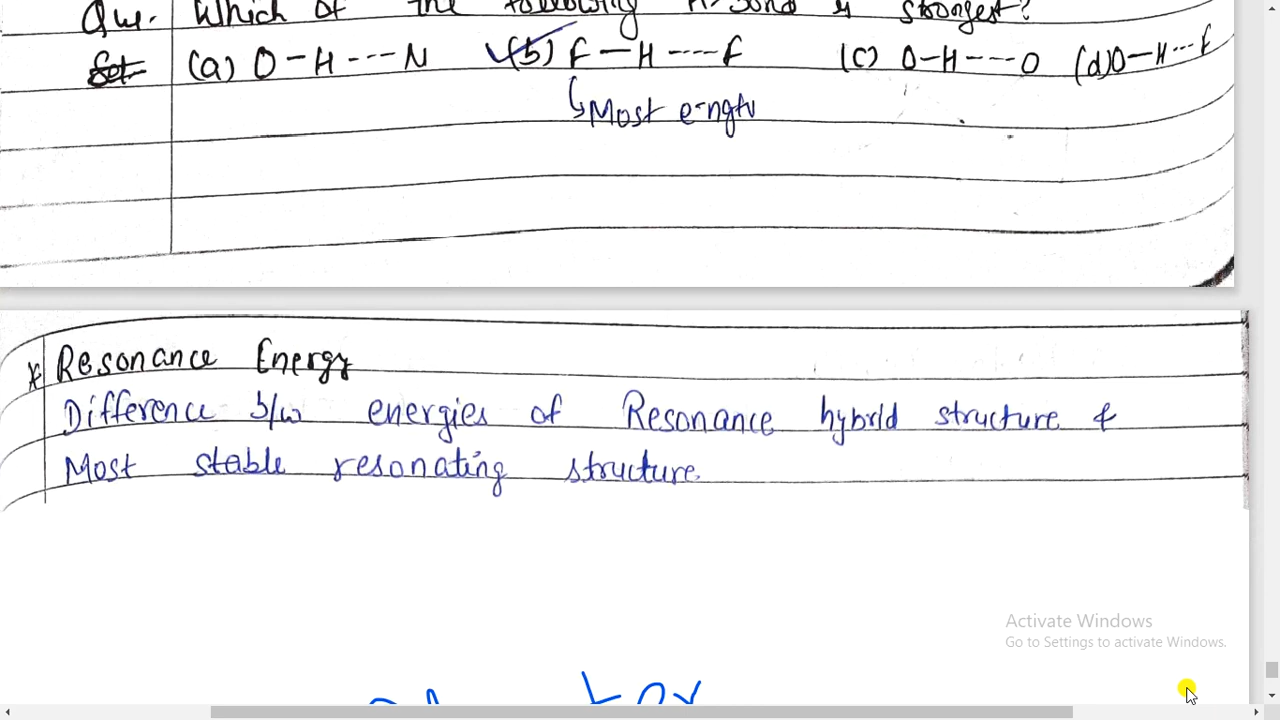 Qu. Which of the following H-Bond is strongest?
Sol. (a) O-H---N (b) F-H----F (c) O-H---O (d) O-H---F
Most e-ngtv
* Resonance Energy
Difference b/w energies of Resonance hybrid structure &
Most stable resonating structure.
Activate Windows
Go to Settings to activate Windows.